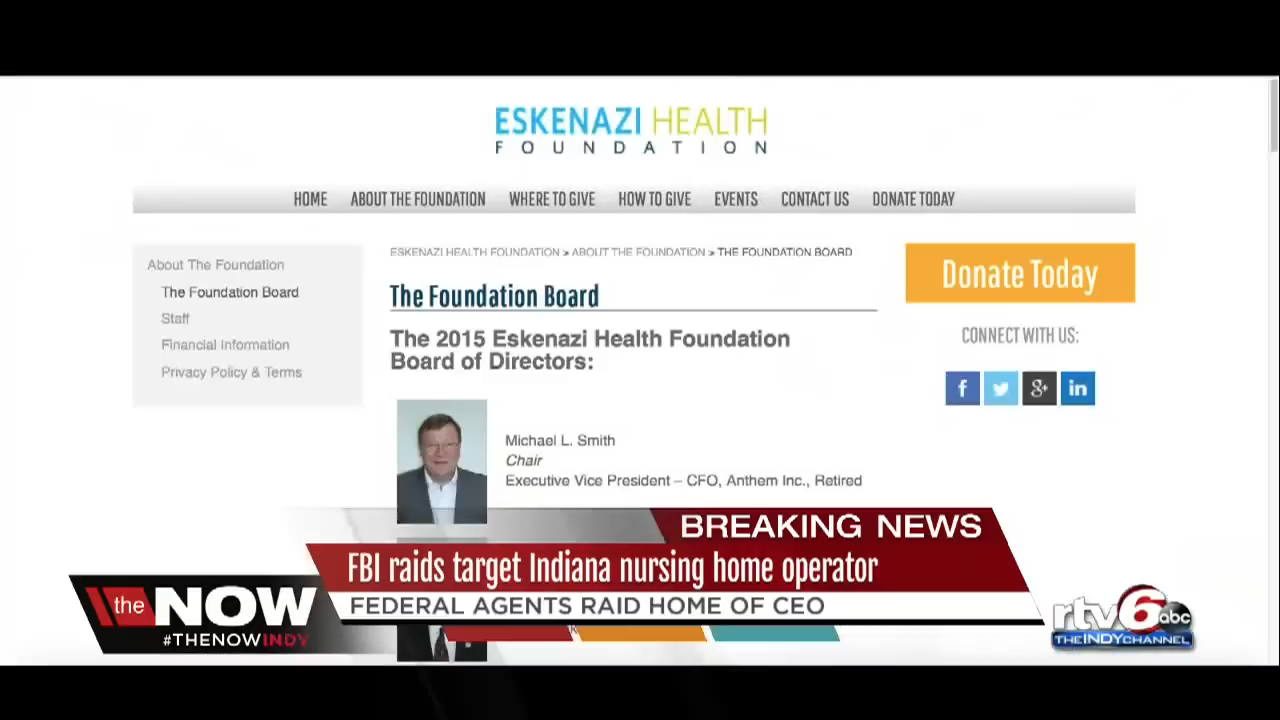 ESKENAZI HEALTH
FOUNDATION
HOME ABOUT THE FOUNDATION WHERE TO GIVE HOW TO GIVE EVENTS CONTACT US DONATE TODAY
About The Foundation
The Foundation Board
Staff
Financial Information
Privacy Policy & Terms
ESKENAZI HEALTH FOUNDATION > ABOUT THE FOUNDATION > THE FOUNDATION BOARD
The Foundation Board
The 2015 Eskenazi Health Foundation
Board of Directors:
Michael L. Smith
Chair
Executive Vice President – CFO, Anthem Inc., Retired
Donate Today
CONNECT WITH US:
f g+ in
BREAKING NEWS
FBI raids target Indiana nursing home operator
FEDERAL AGENTS RAID HOME OF CEO
the NOW
#THENOWINDY
rtv6 abc
THEINDYCHANNEL